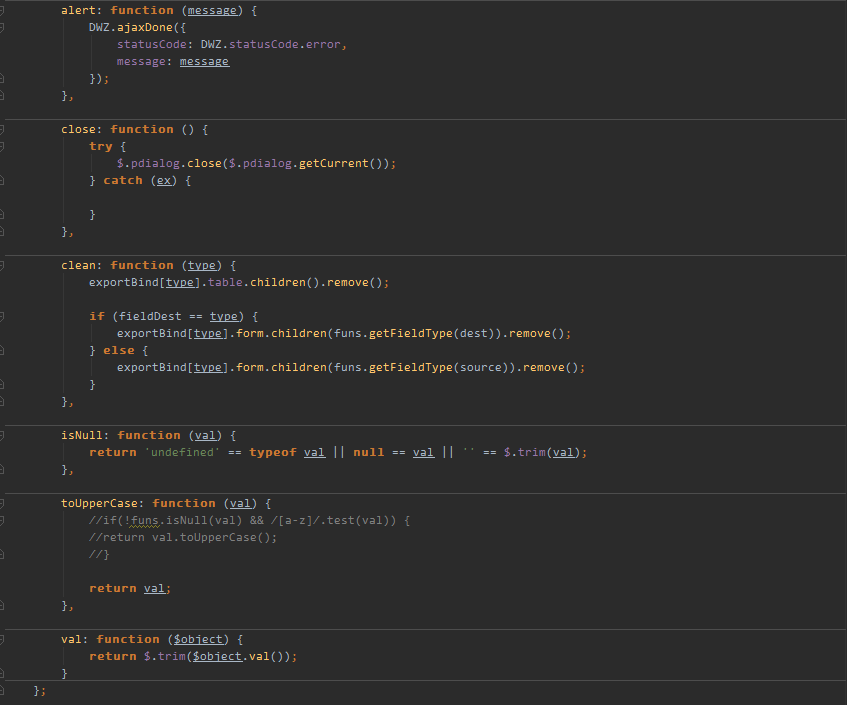 alert: function (message) {
DWZ.ajaxDone({
statusCode: DWZ.statusCode.error,
message: message
});
},
close: function () {
try {
$.pdialog.close($.pdialog.getCurrent());
} catch (ex) {
}
},
clean: function (type) {
exportBind[type].table.children().remove();
if (fieldDest == type) {
exportBind[type].form.children(funs.getFieldType(dest)).remove();
} else {
exportBind[type].form.children(funs.getFieldType(source)).remove();
}
},
isNull: function (val) {
return 'undefined' == typeof val || null == val || '' == $.trim(val);
},
toUpperCase: function (val) {
//if(!funs.isNull(val) && /[a-z]/.test(val)) {
//return val.toUpperCase();
//}
return val;
},
val: function ($object) {
return $.trim($object.val());
}
};